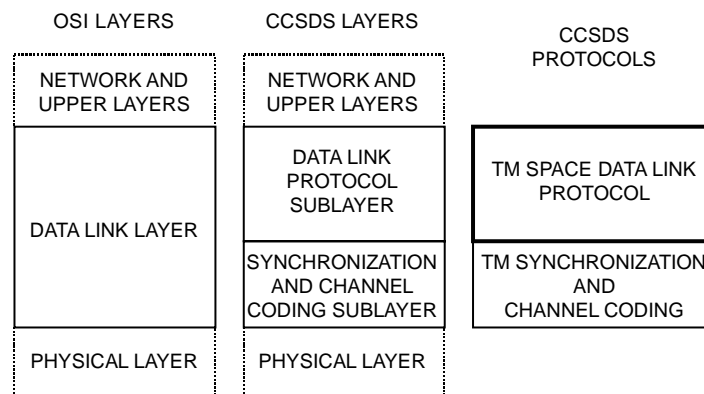 OSI LAYERS
NETWORK AND
UPPER LAYERS
DATA LINK LAYER
PHYSICAL LAYER
CCSDS LAYERS
NETWORK AND
UPPER LAYERS
DATA LINK
PROTOCOL
SUBLAYER
SYNCHRONIZATION
AND CHANNEL
CODING SUBLAYER
PHYSICAL LAYER
CCSDS
PROTOCOLS
TM SPACE DATA LINK
PROTOCOL
TM SYNCHRONIZATION
AND
CHANNEL CODING